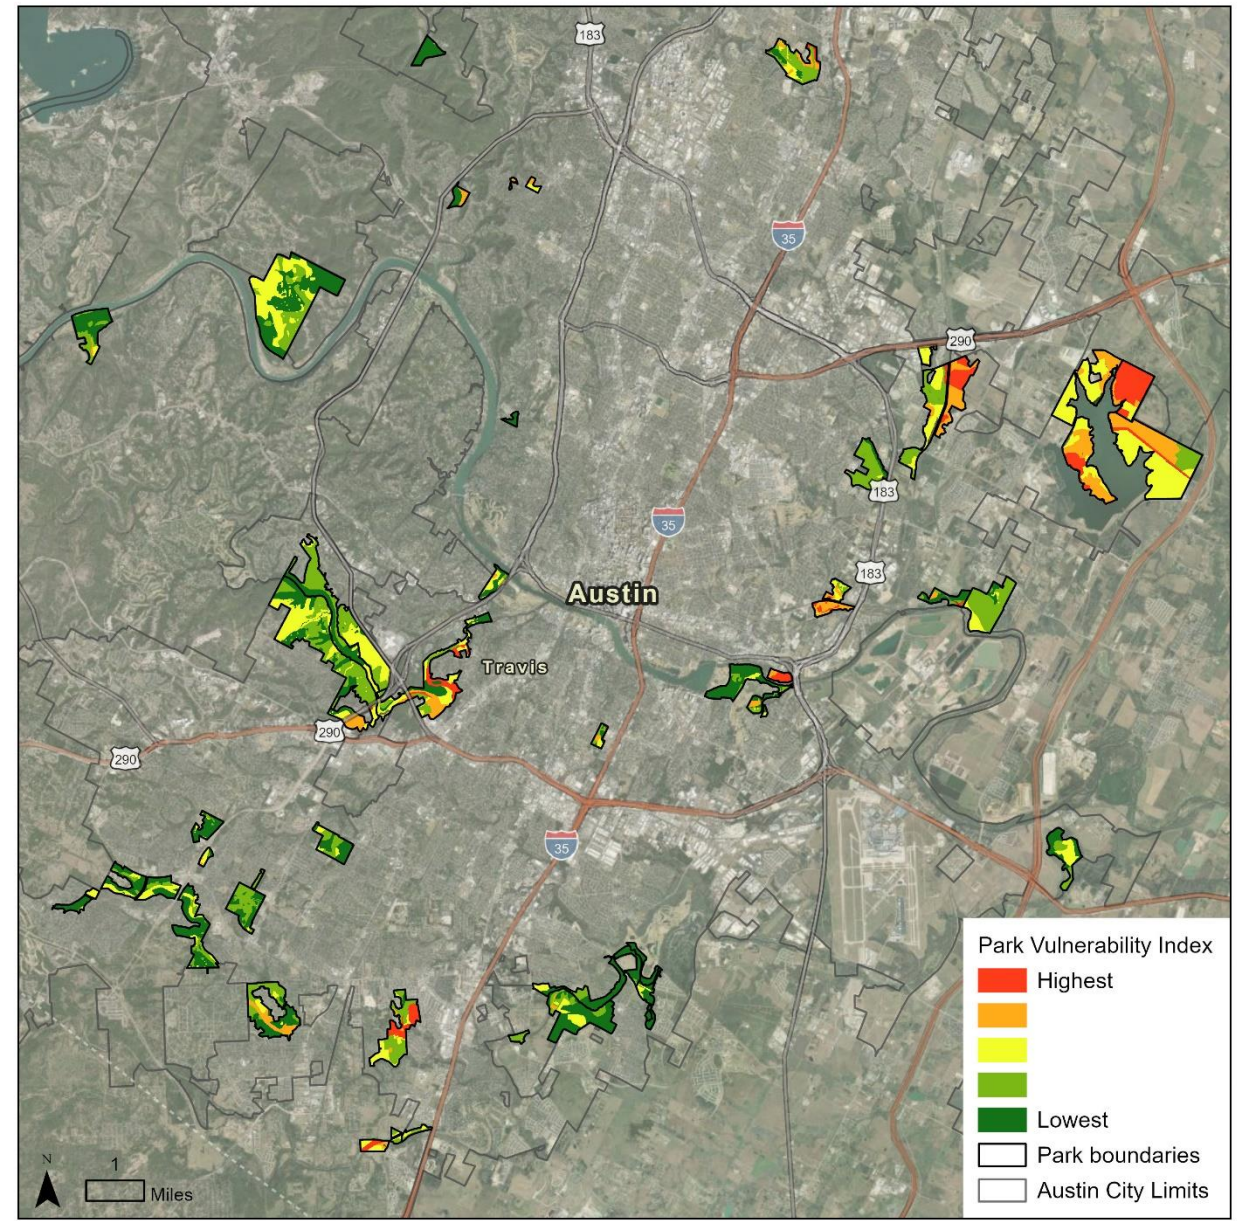 183
35
290
183
35
183
Austin
Travis
290
290
35
Park Vulnerability Index
Highest
Lowest
Park boundaries
Austin City Limits
N
1
Miles